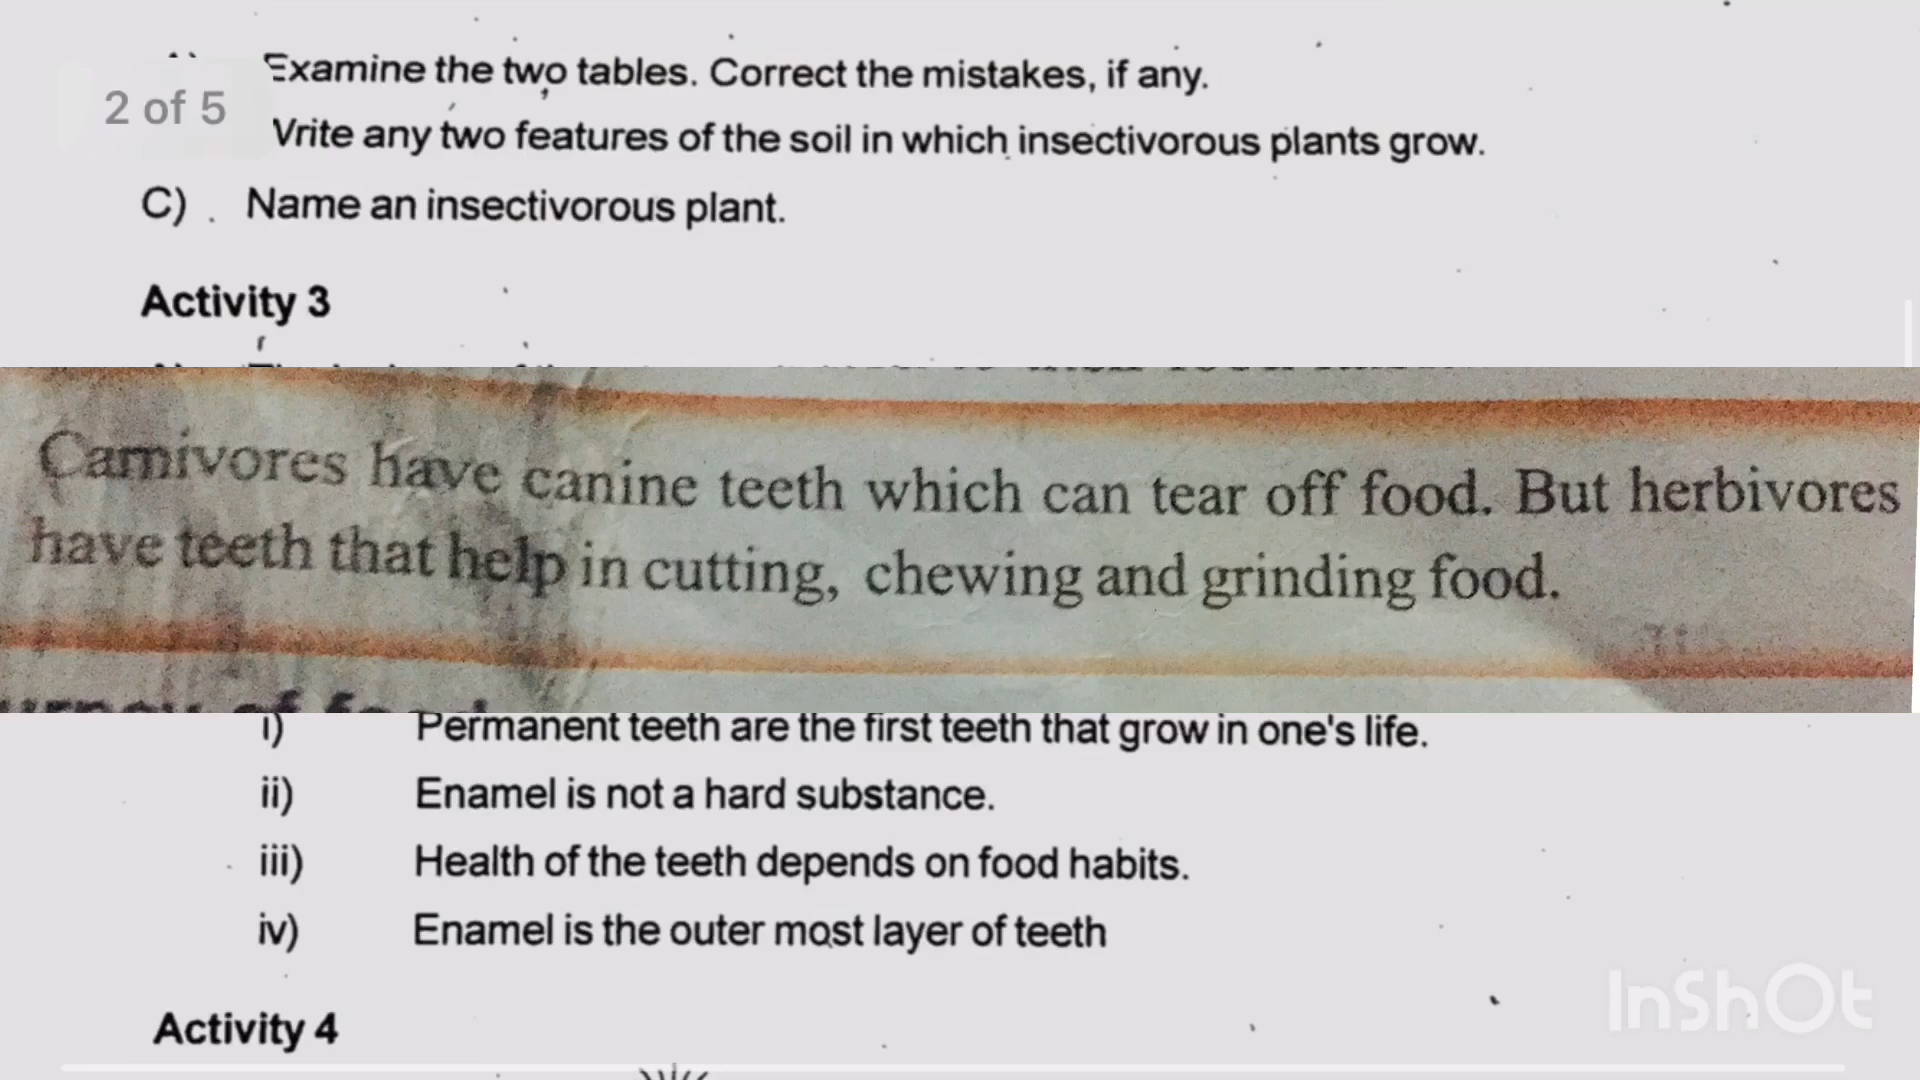 Examine the two tables. Correct the mistakes, if any.
2 of 5
Write any two features of the soil in which insectivorous plants grow.
C) . Name an insectivorous plant.
Activity 3
Carnivores have canine teeth which can tear off food. But herbivores
have teeth that help in cutting, chewing and grinding food.
i) Permanent teeth are the first teeth that grow in one's life.
ii) Enamel is not a hard substance.
iii) Health of the teeth depends on food habits.
iv) Enamel is the outer most layer of teeth
InShOt
Activity 4